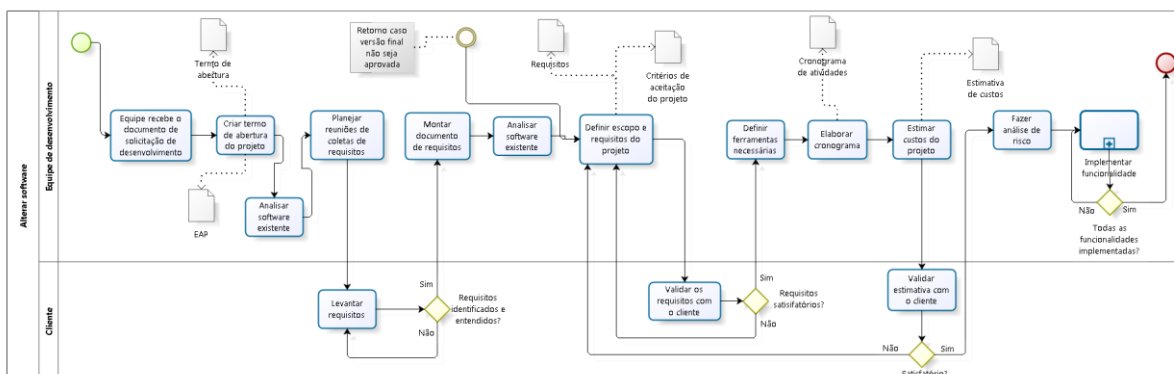 Alterar software
Equipe de desenvolvimento
Termo de
abertura
Equipe recebe o
documento de
solicitação de
desenvolvimento
Criar termo
de abertura
do projeto
EAP
Analisar
software
existente
Planejar
reuniões de
coletas de
requisitos
Retorno caso
versão final
não seja
aprovada
Montar
documento
de requisitos
Analisar
software
existente
Requisitos
Critérios de
aceitação
do projeto
Definir escopo e
requisitos do
projeto
Definir
ferramentas
necessárias
Cronograma
de atividades
Elaborar
cronograma
Estimativa
de custos
Estimar
custos do
projeto
Fazer
análise de
risco
Implementar
funcionalidade
Não
Sim
Todas as
funcionalidades
implementadas?
Cliente
Levantar
requisitos
Sim
Requisitos
identificados e
entendidos?
Não
Validar os
requisitos com
o cliente
Sim
Requisitos
satisfatórios?
Não
Validar
estimativa com
o cliente
Não
Sim
Satisfatório?